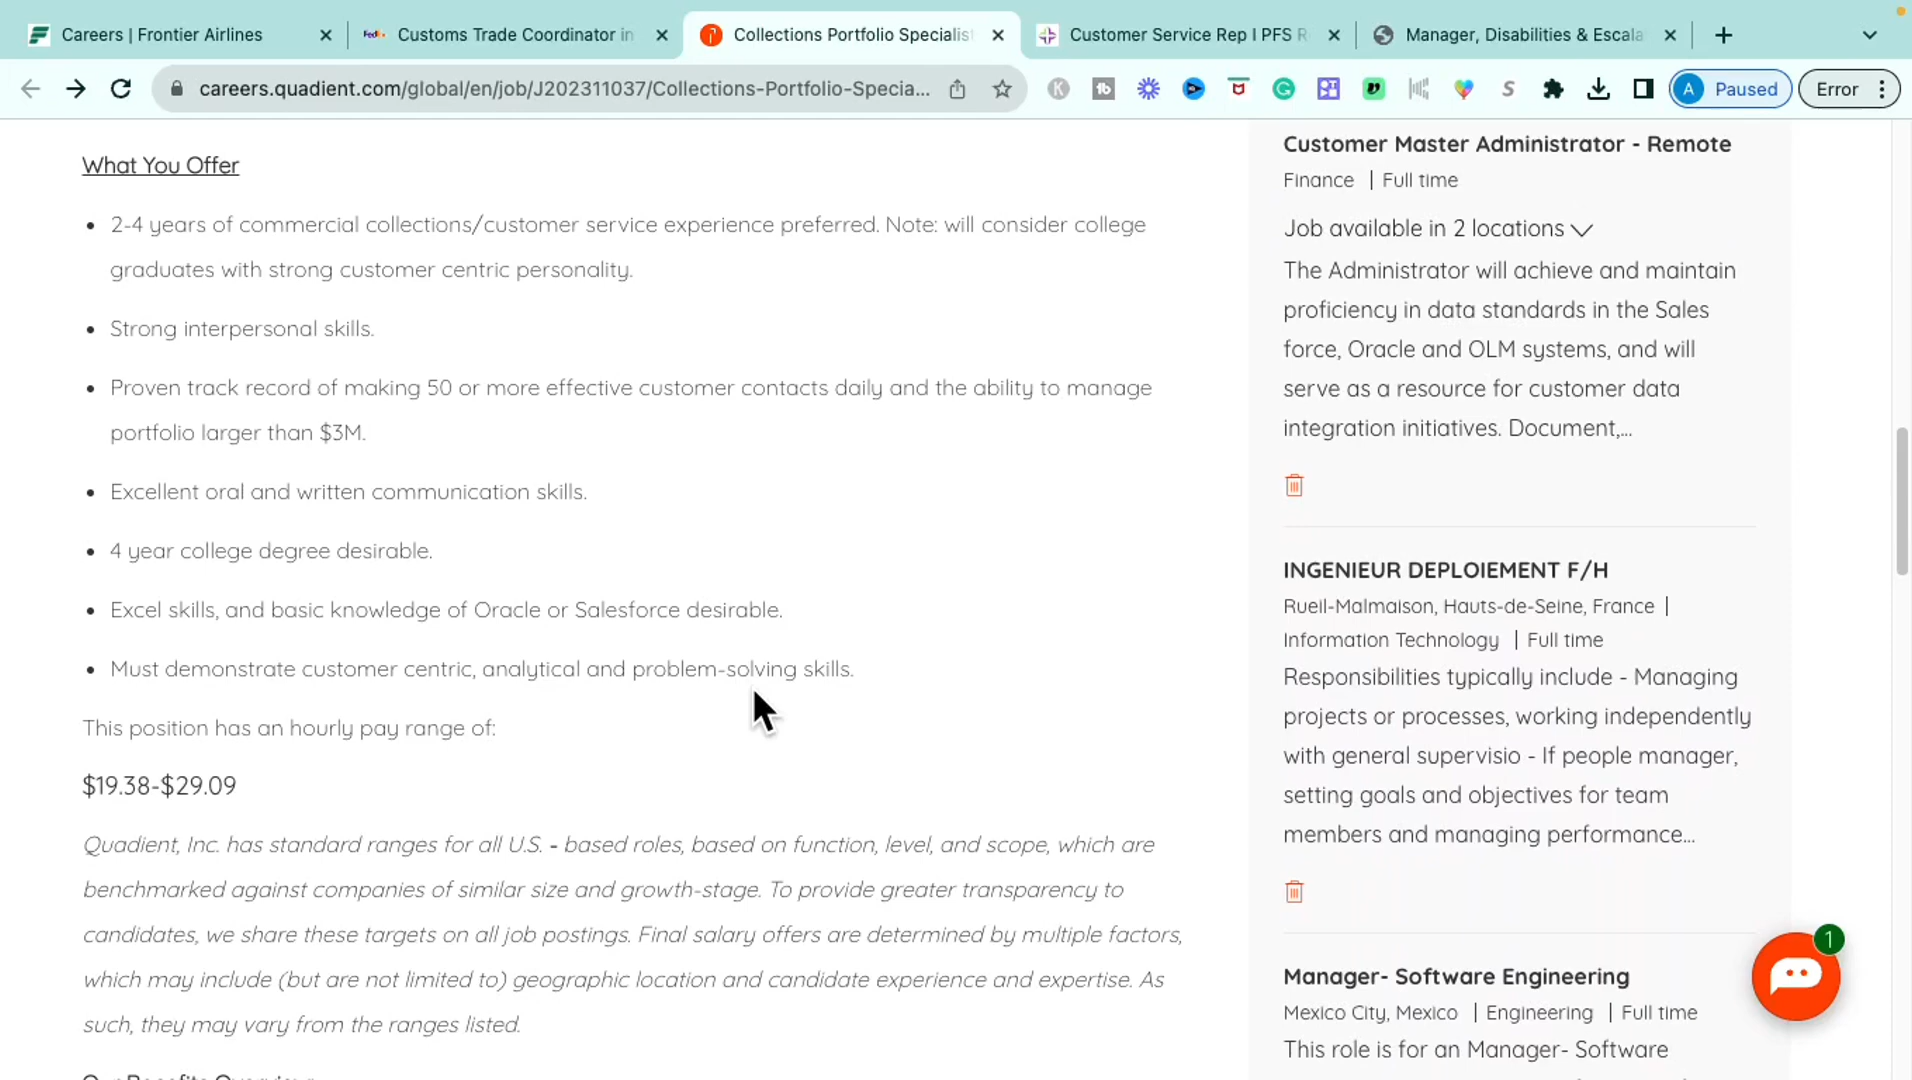 Careers | Frontier Airlines
FedEx Customs Trade Coordinator in
Collections Portfolio Specialist
Customer Service Rep I PFS R
Manager, Disabilities & Escala
careers.quadient.com/global/en/job/J202311037/Collections-Portfolio-Specia...
A Paused
Error
What You Offer
• 2-4 years of commercial collections/customer service experience preferred. Note: will consider college
graduates with strong customer centric personality.
• Strong interpersonal skills.
• Proven track record of making 50 or more effective customer contacts daily and the ability to manage
portfolio larger than $3M.
• Excellent oral and written communication skills.
• 4 year college degree desirable.
• Excel skills, and basic knowledge of Oracle or Salesforce desirable.
• Must demonstrate customer centric, analytical and problem-solving skills.
This position has an hourly pay range of:
$19.38-$29.09
Quadient, Inc. has standard ranges for all U.S. - based roles, based on function, level, and scope, which are
benchmarked against companies of similar size and growth-stage. To provide greater transparency to
candidates, we share these targets on all job postings. Final salary offers are determined by multiple factors,
which may include (but are not limited to) geographic location and candidate experience and expertise. As
such, they may vary from the ranges listed.
Customer Master Administrator - Remote
Finance | Full time
Job available in 2 locations
The Administrator will achieve and maintain
proficiency in data standards in the Sales
force, Oracle and OLM systems, and will
serve as a resource for customer data
integration initiatives. Document,...
INGENIEUR DEPLOIEMENT F/H
Rueil-Malmaison, Hauts-de-Seine, France |
Information Technology | Full time
Responsibilities typically include - Managing
projects or processes, working independently
with general supervisio - If people manager,
setting goals and objectives for team
members and managing performance...
Manager- Software Engineering
Mexico City, Mexico | Engineering | Full time
This role is for an Manager- Software
1